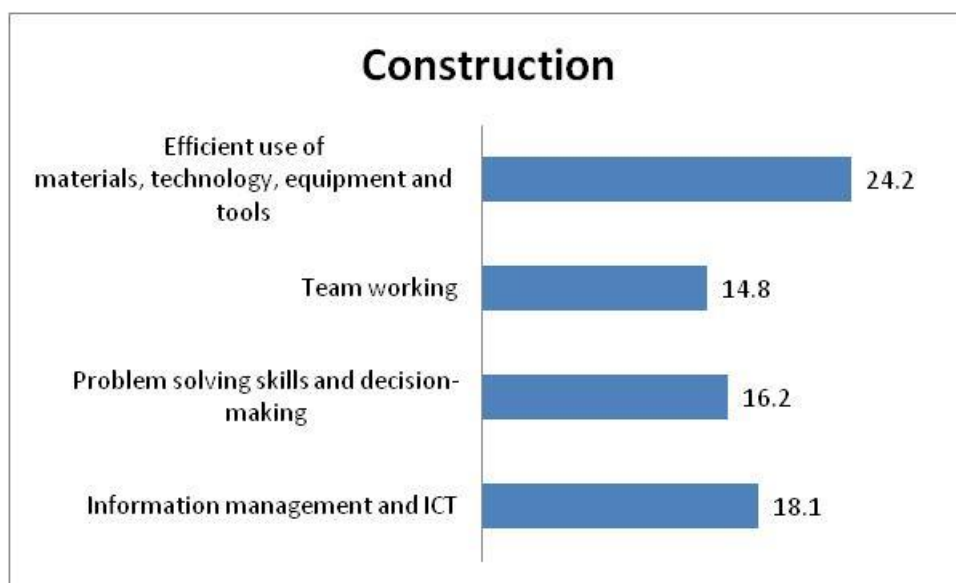 Construction
Efficient use of
materials, technology, equipment and
tools
24.2
Team working
14.8
Problem solving skills and decision-
making
16.2
Information management and ICT
18.1